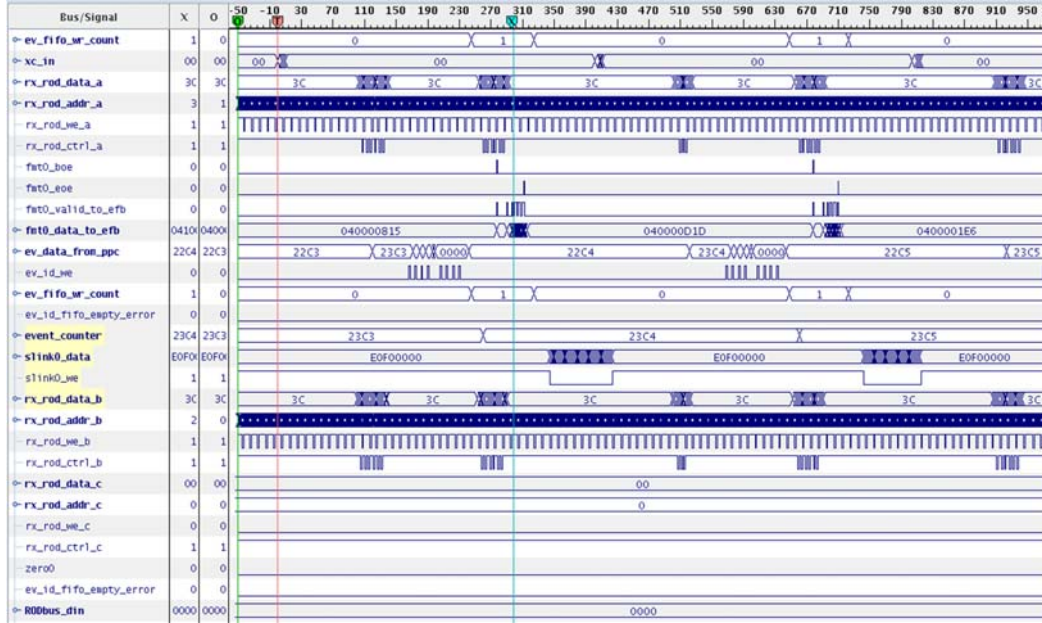 Bus/Signal X O -50 -10 30 70 110 150 190 230 270 310 350 390 430 470 510 550 590 630 670 710 750 790 830 870 910 950
O T X
ev_fifo_wr_count 1 0 0 1 0 1 0
xc_in 00 00 00 00 00 00
rx_rod_data_a 3C 3C 3C 3C 3C 3C 3C 3C
rx_rod_addr_a 3 1
rx_rod_we_a 1 1
rx_rod_ctrl_a 1 1
fmt0_boe 0 0
fmt0_eoe 0 0
fmt0_valid_to_efb 0 0
fmt0_data_to_efb 0410 0400 040000815 040000D1D 0400001E6
ev_data_from_ppc 22C4 22C3 22C3 23C3 0000 22C4 23C4 0000 22C5 23C5
ev_id_we 0 0
ev_fifo_wr_count 1 0 0 1 0 1 0
ev_id_fifo_empty_error 0 0
event_counter 23C4 23C3 23C3 23C4 23C5
slink0_data E0F0 E0F0 E0F00000 E0F00000 E0F00000
slink0_we 1 1
rx_rod_data_b 3C 3C 3C 3C 3C 3C 3C 3C
rx_rod_addr_b 2 0
rx_rod_we_b 1 1
rx_rod_ctrl_b 1 1
rx_rod_data_c 00 00 00
rx_rod_addr_c 0 0 0
rx_rod_we_c 0 0
rx_rod_ctrl_c 1 1
zero0 0 0
ev_id_fifo_empty_error 0 0
RODbus_din 0000 0000 0000